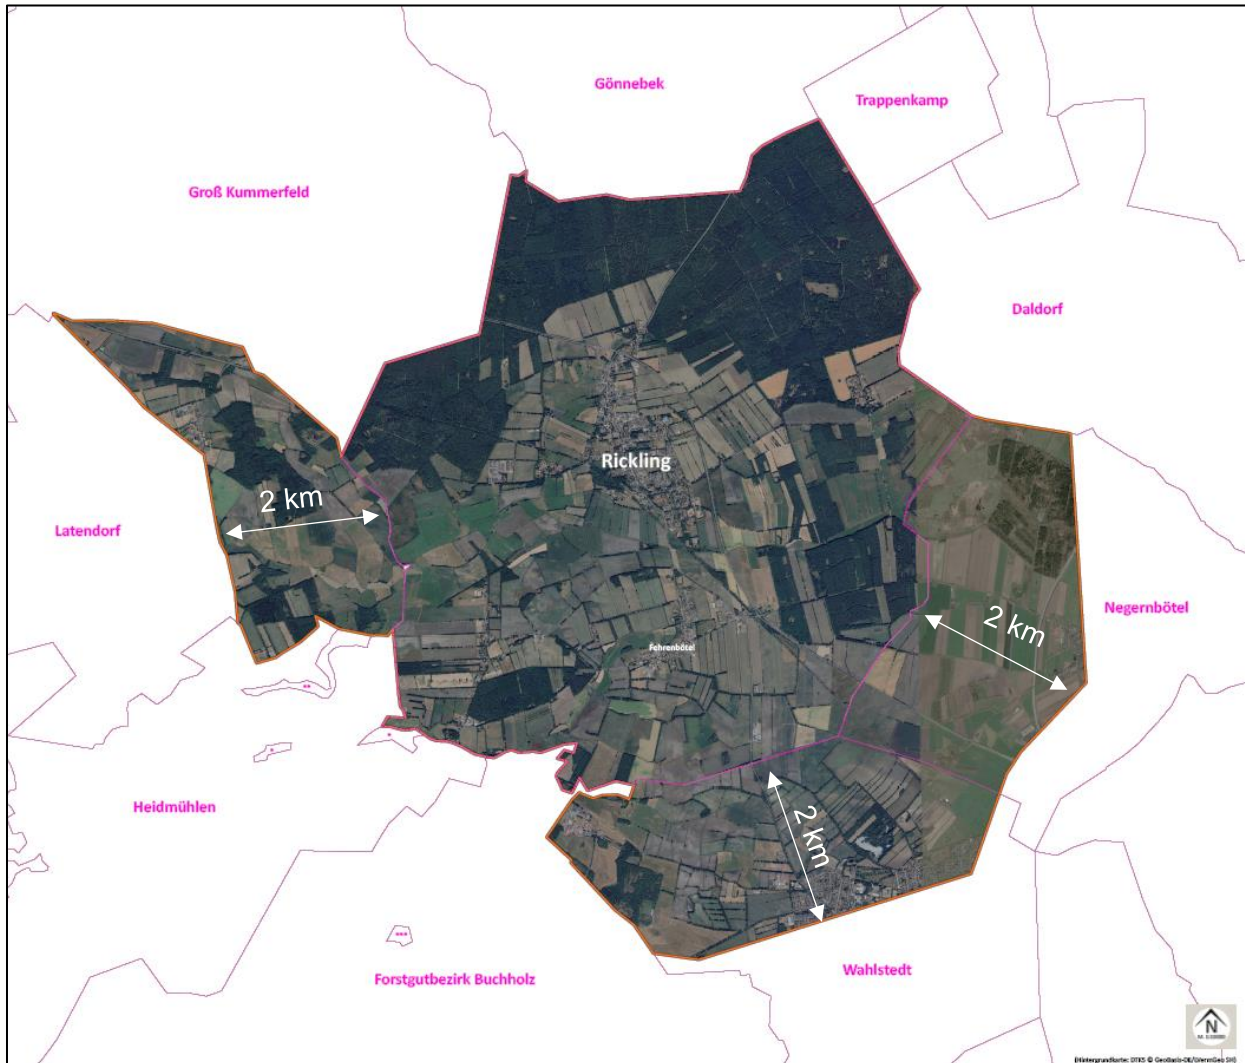 Gönnebek
Trappenkamp
Groß Kummerfeld
Daldorf
Rickling
2 km
Latendorf
Negernbötel
2 km
Fehrenbötel
**
*
*
Heidmühlen
2 km
***
Wahlstedt
Forstgutbezirk Buchholz
N